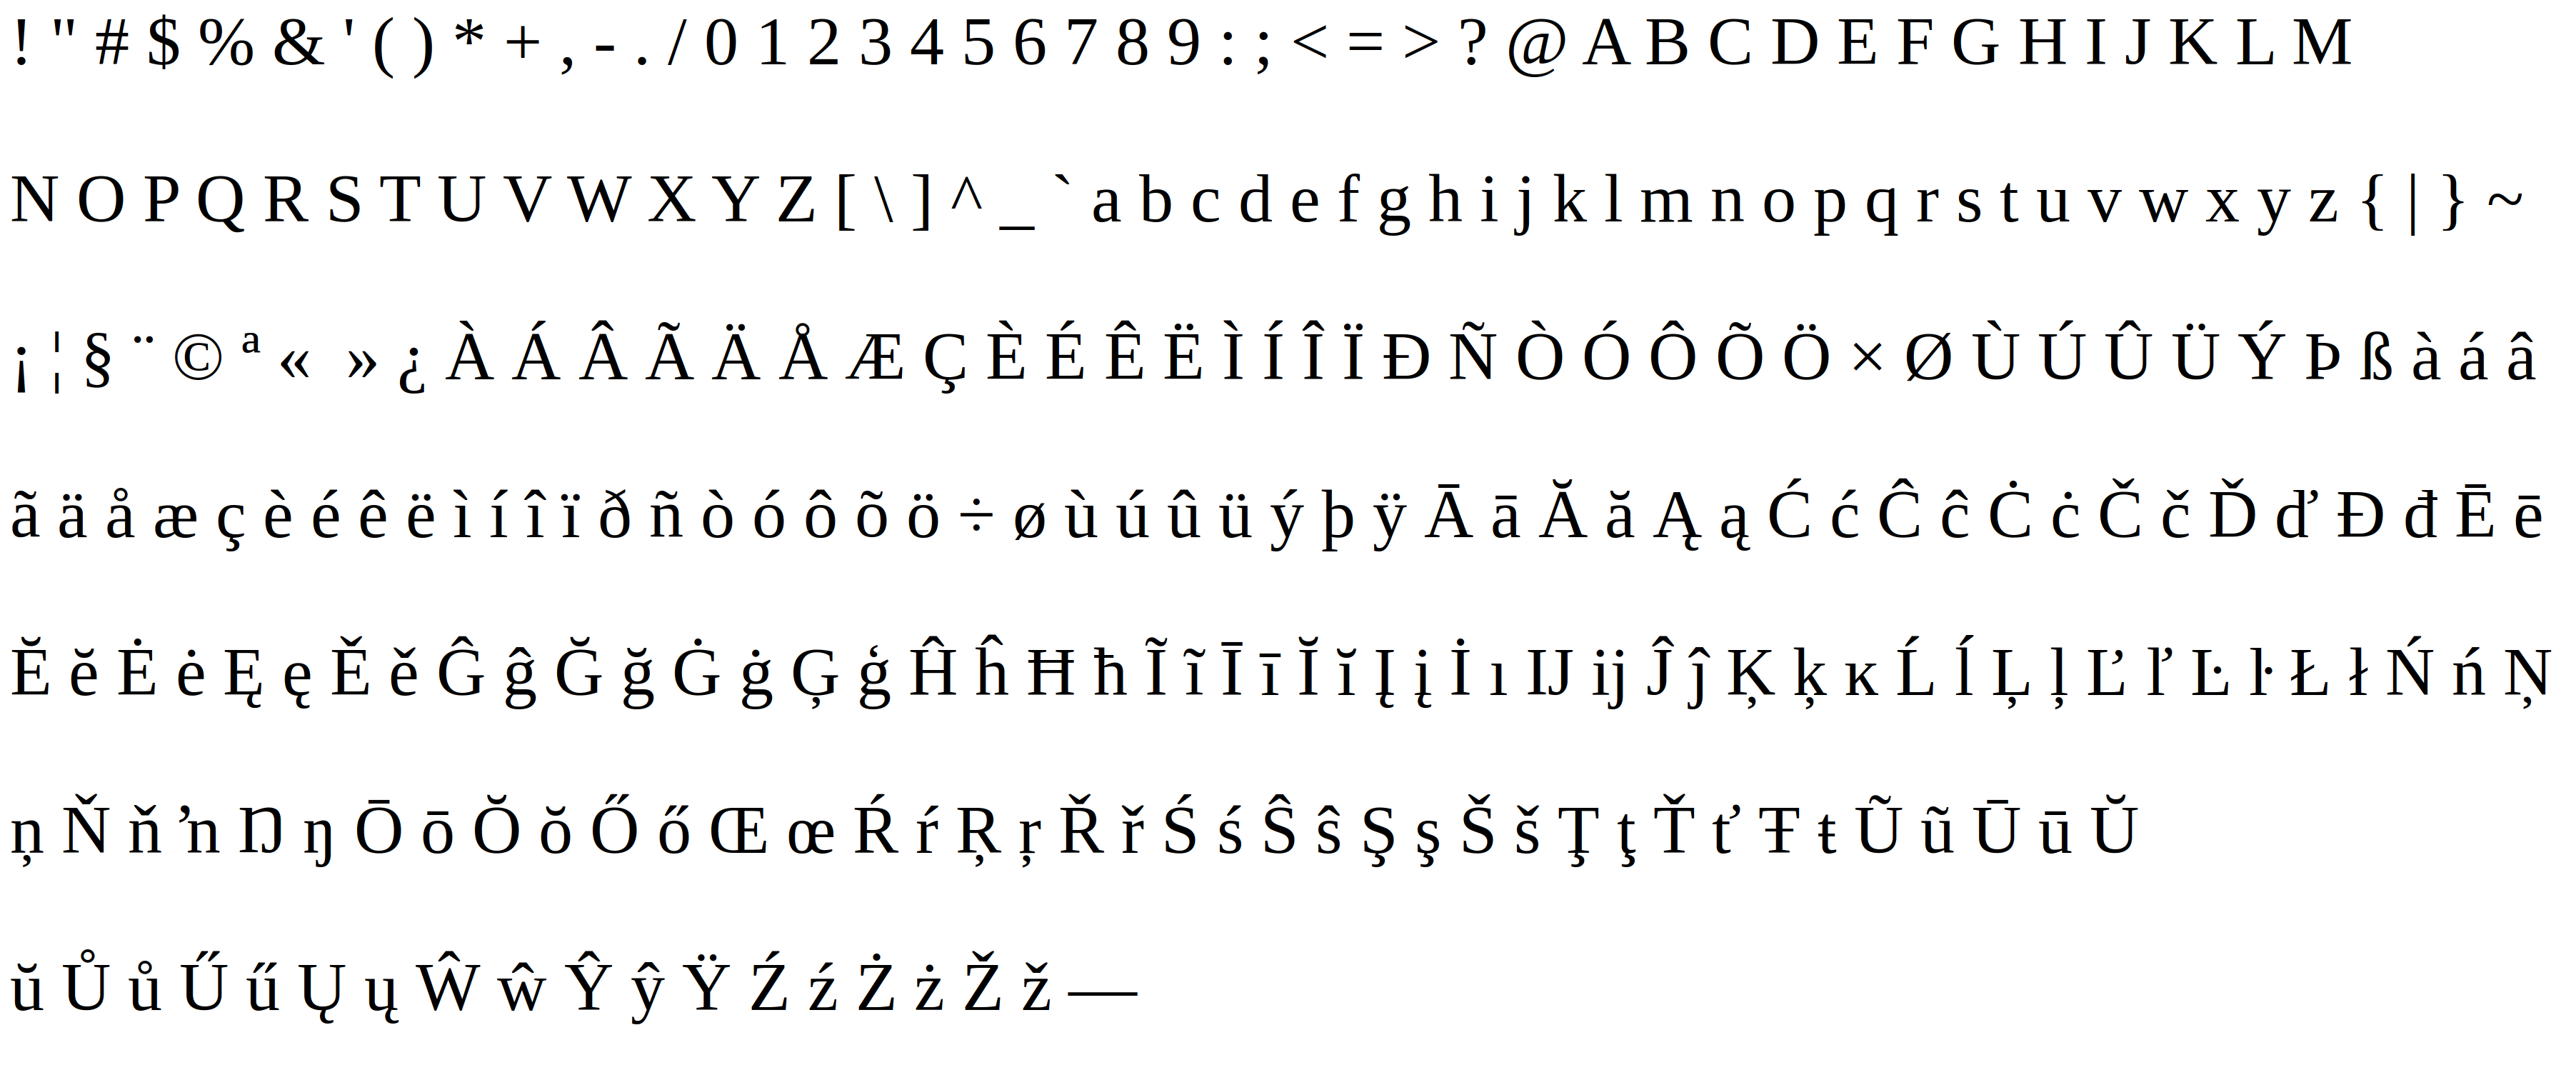 ! " # $ % & ' ( ) * + , - . / 0 1 2 3 4 5 6 7 8 9 : ; < = > ? @ A B C D E F G H I J K L M
N O P Q R S T U V W X Y Z [ \ ] ^ _ ` a b c d e f g h i j k l m n o p q r s t u v w x y z { | } ~
¡ ¦ § ¨ © ª «  » ¿ À Á Â Ã Ä Å Æ Ç È É Ê Ë Ì Í Î Ï Ð Ñ Ò Ó Ô Õ Ö × Ø Ù Ú Û Ü Ý Þ ß à á â
ã ä å æ ç è é ê ë ì í î ï ð ñ ò ó ô õ ö ÷ ø ù ú û ü ý þ ÿ Ā ā Ă ă Ą ą Ć ć Ĉ ĉ Ċ ċ Č č Ď ď Đ đ Ē ē
Ĕ ĕ Ė ė Ę ę Ě ě Ĝ ĝ Ğ ğ Ġ ġ Ģ ģ Ĥ ĥ Ħ ħ Ĩ ĩ Ī ī Ĭ ĭ Į į İ ı Ĳ ĳ Ĵ ĵ Ķ ķ ĸ Ĺ ĺ Ļ ļ Ľ ľ Ŀ ŀ Ł ł Ń ń Ņ
ņ Ň ň ŉ Ŋ ŋ Ō ō Ŏ ŏ Ő ő Œ œ Ŕ ŕ Ŗ ŗ Ř ř Ś ś Ŝ ŝ Ş ş Š š Ţ ţ Ť ť Ŧ ŧ Ũ ũ Ū ū Ŭ
ŭ Ů ů Ű ű Ų ų Ŵ ŵ Ŷ ŷ Ÿ Ź ź Ż ż Ž ž —